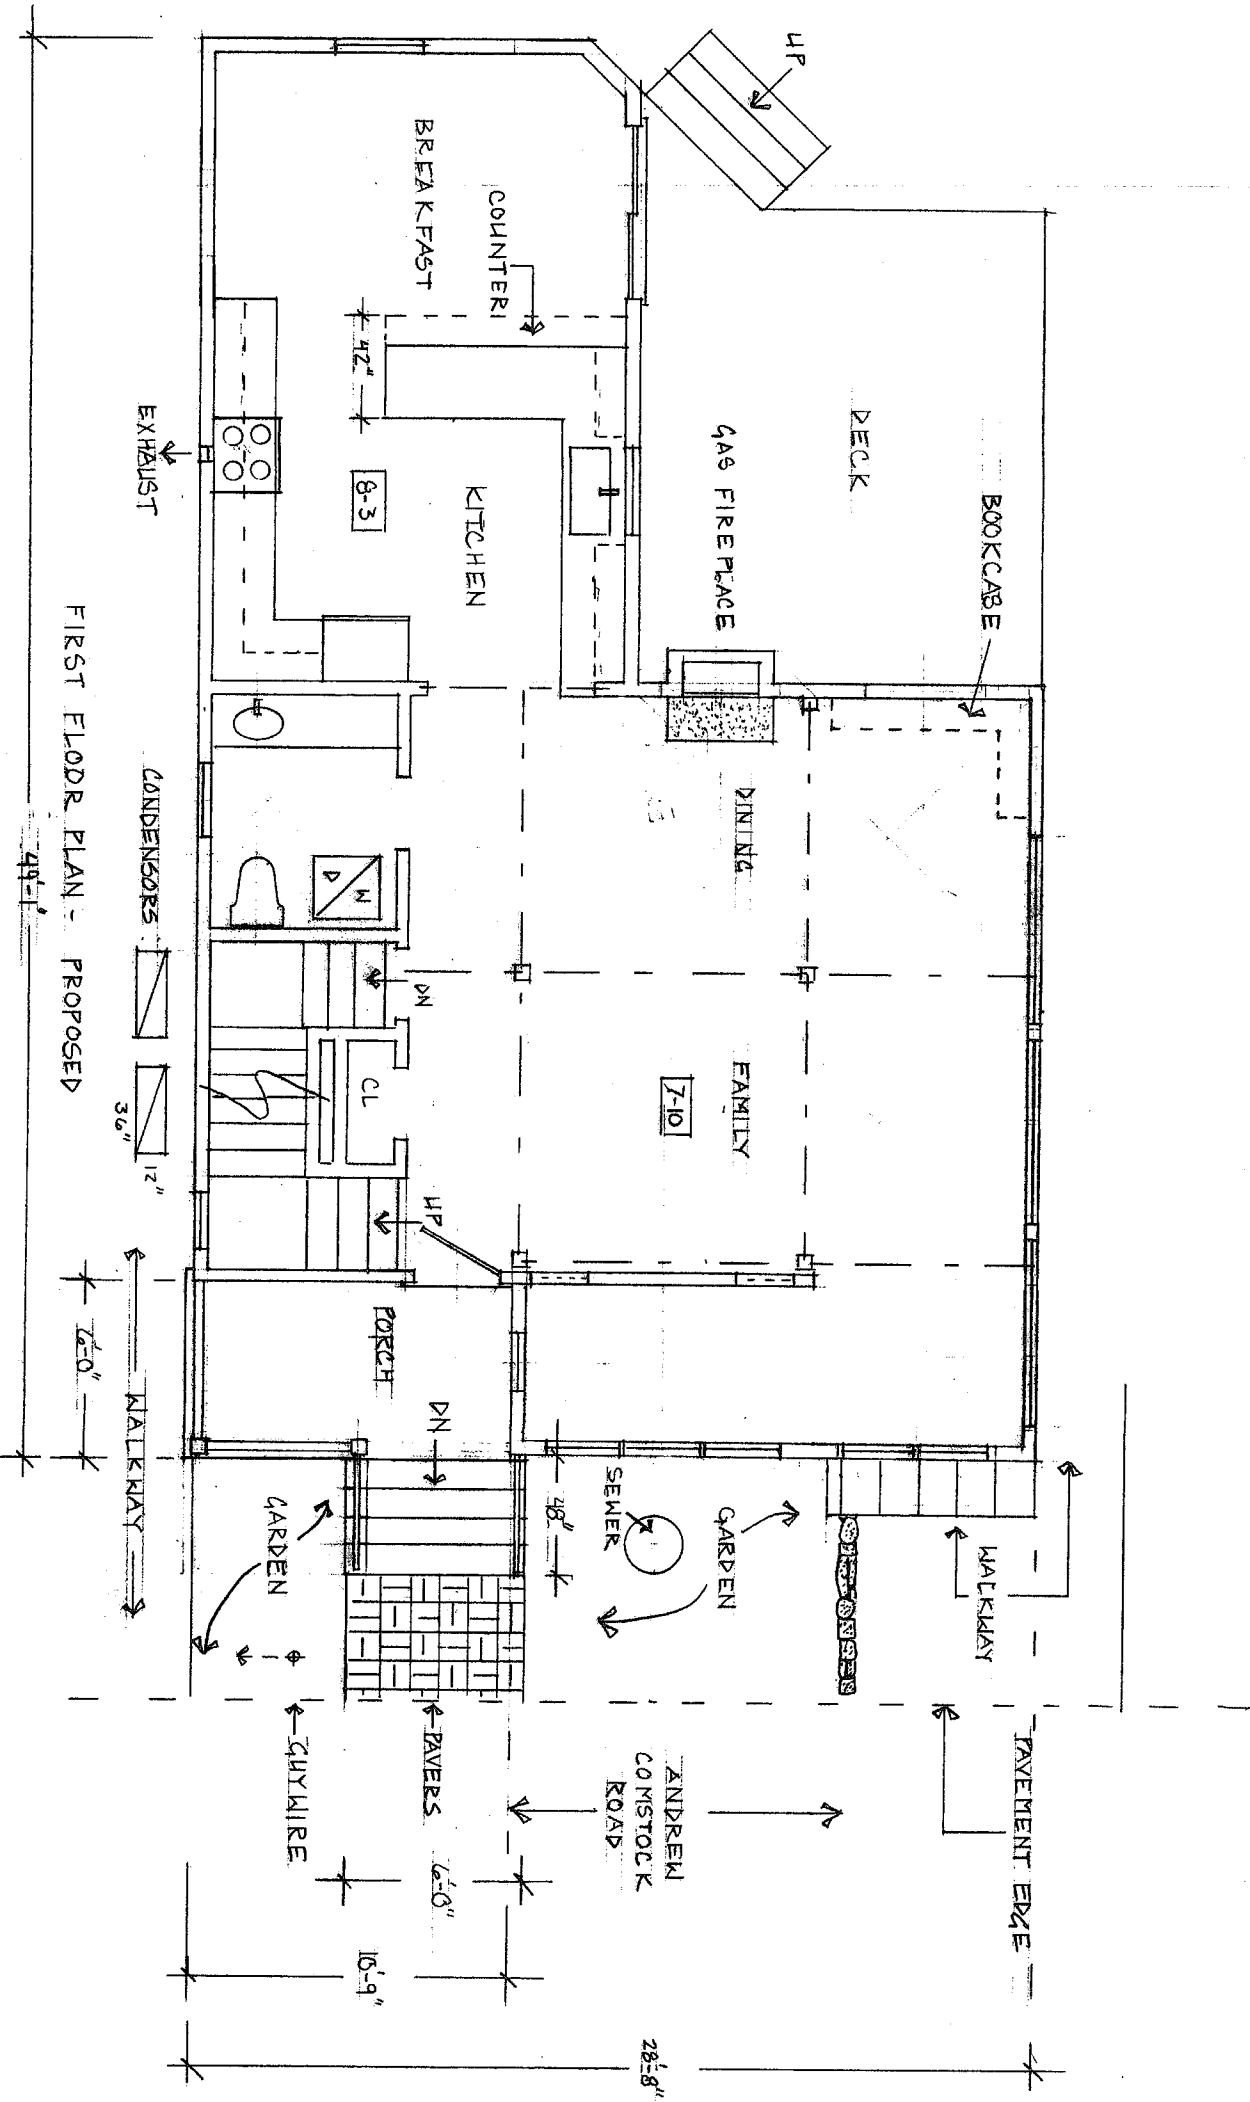 PAVEMENT EDGE
BOOKCASE
WALKWAY
DECK
UP
GAS FIREPLACE
DINING
FAMILY
7-10
GARDEN
ANDREW
COMSTOCK
ROAD
28'-8"
SEWER
48"
COUNTER
KITCHEN
BREAKFAST
42"
8-3
W
D
DN
CL
UP
PORCH
DN
PAVERS
6'-0"
10'-9"
GARDEN
GUYWIRE
EXHAUST
CONDENSORS
36"
12"
WALKWAY
6'-0"
FIRST FLOOR PLAN - PROPOSED
49'-1"